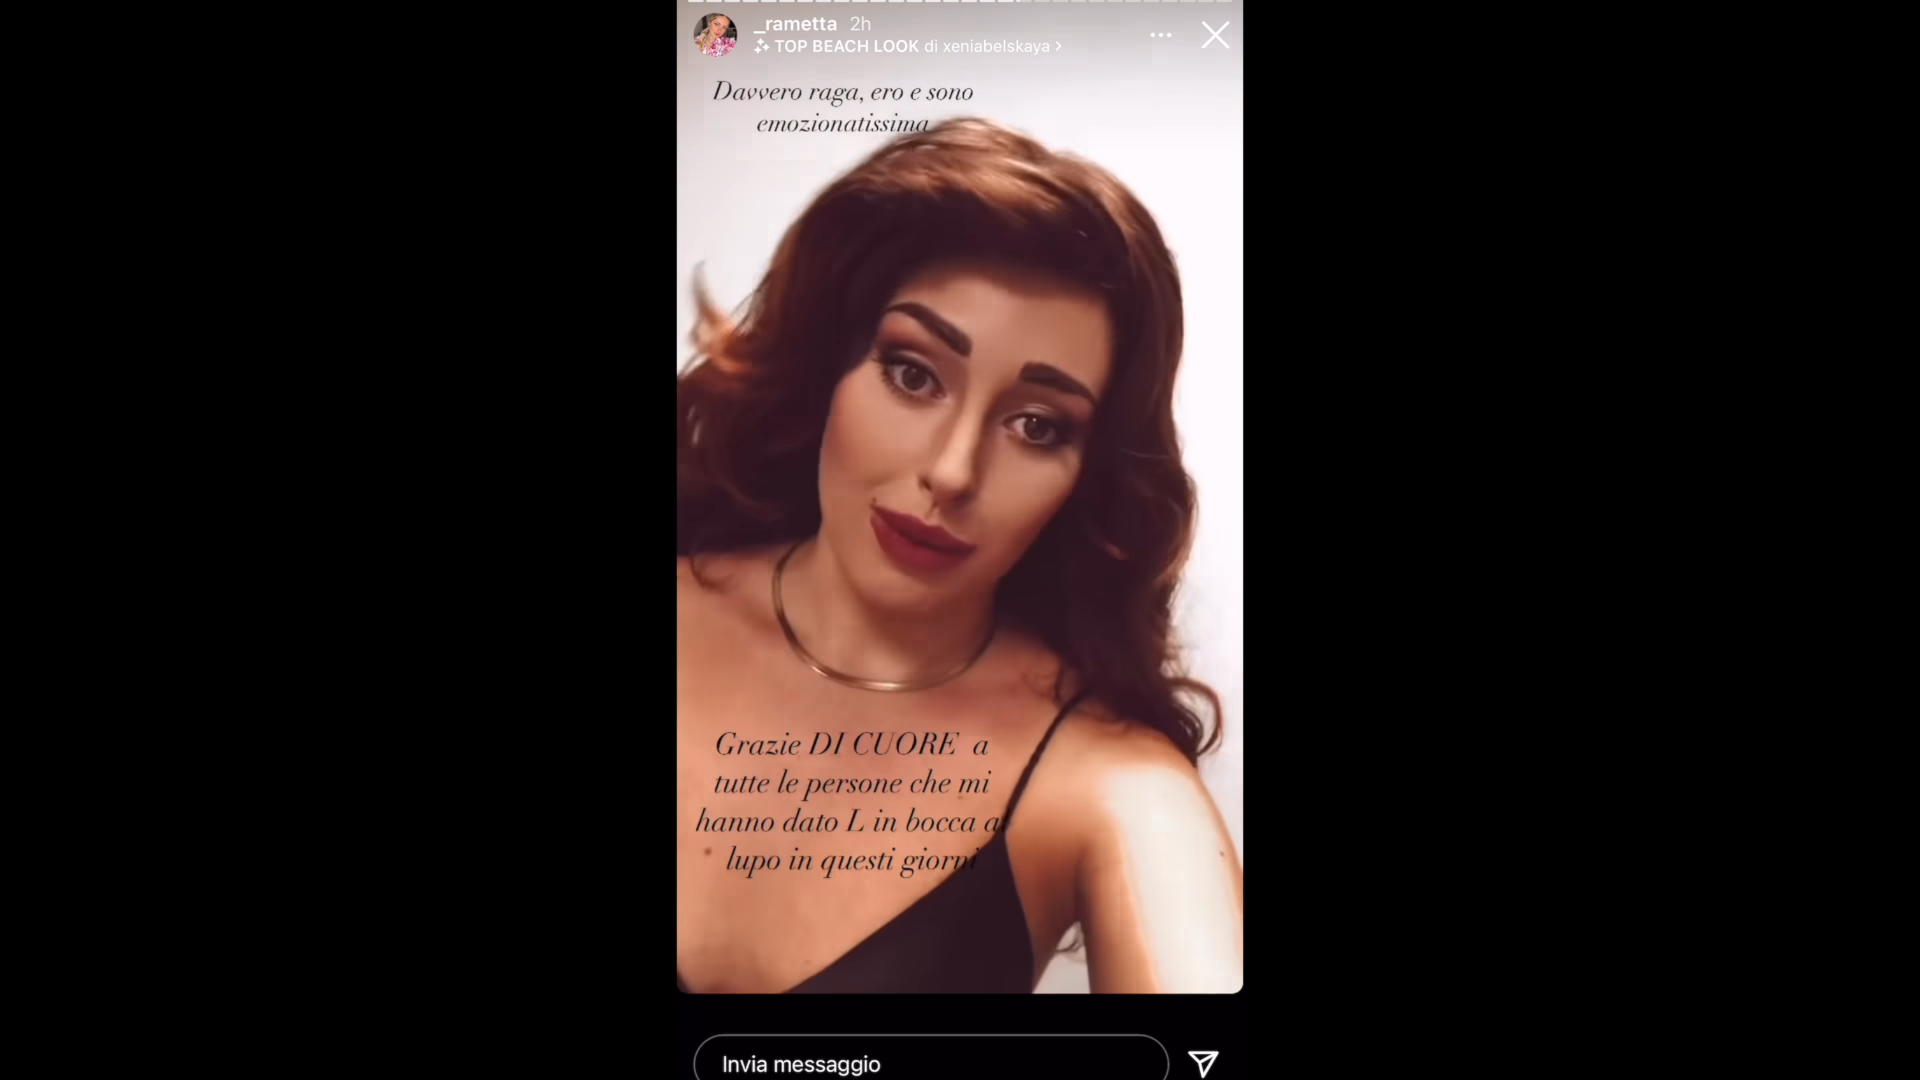 _rametta 2h
TOP BEACH LOOK di xeniabelskaya >
Davvero raga, ero e sono
emozionatissima
Grazie DI CUORE a
tutte le persone che mi
hanno dato L in bocca al
lupo in questi giorni
Invia messaggio